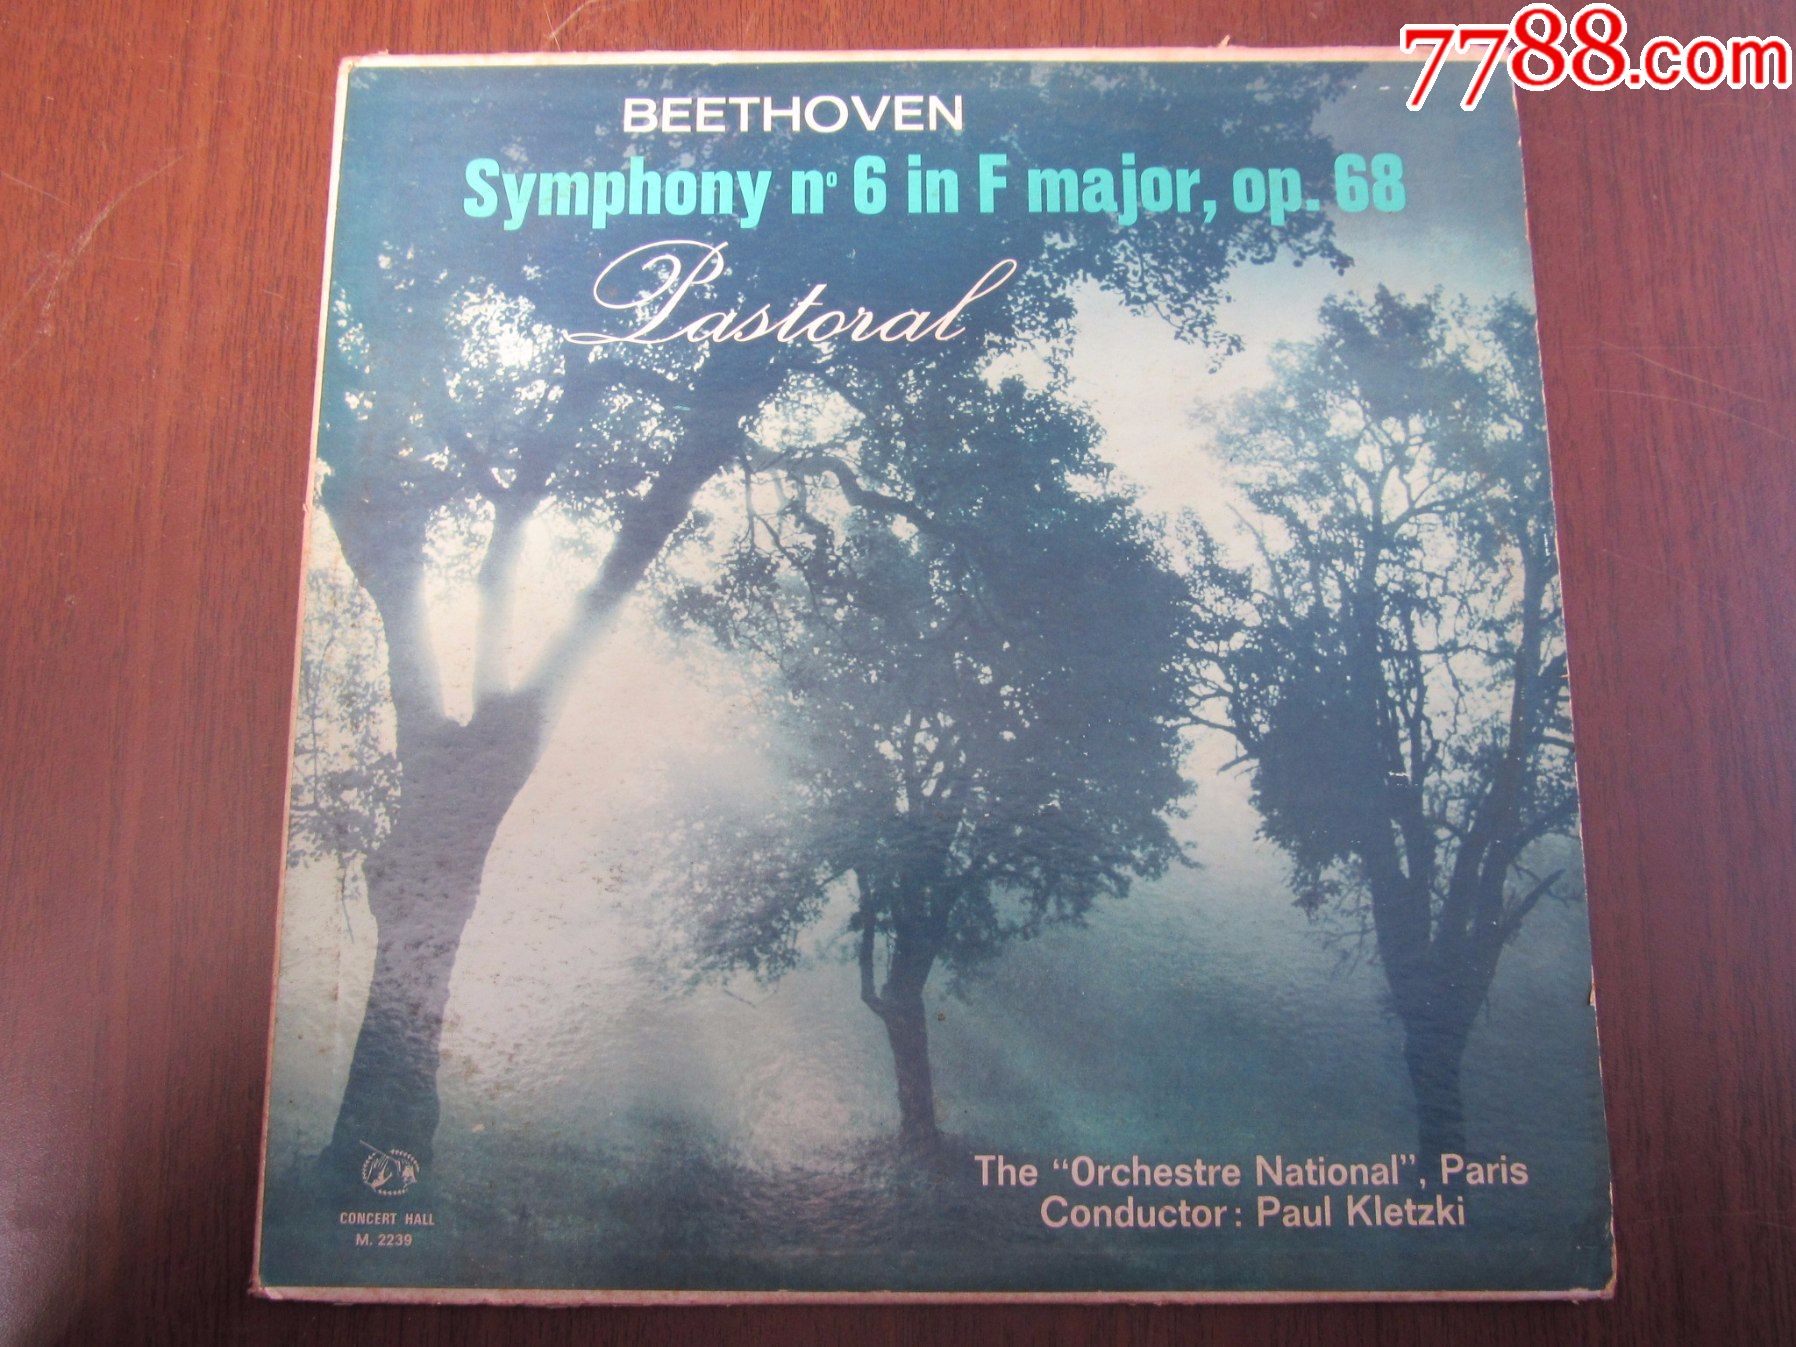 7788.com
BEETHOVEN
Symphony nº 6 in F major, op. 68
Pastoral
The "Orchestre National", Paris
Conductor: Paul Kletzki
CONCERT HALL
M. 2239